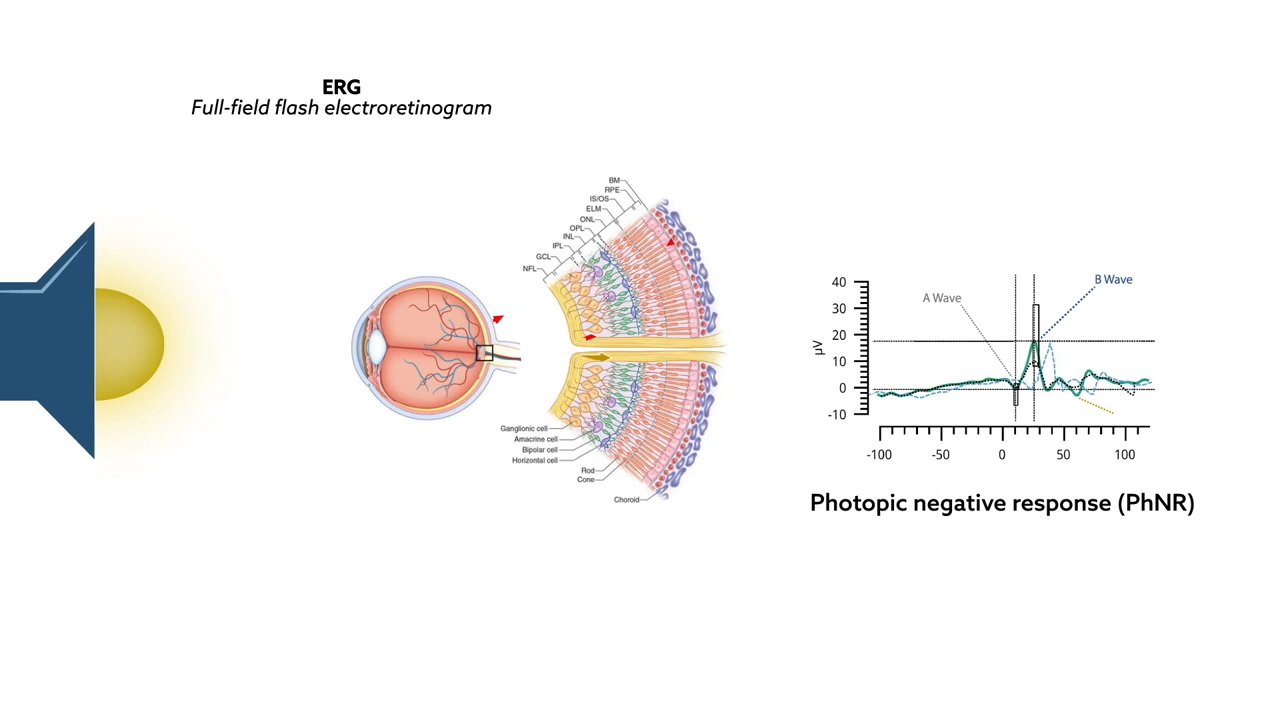 ERG
Full-field flash electroretinogram
BM
RPE
IS/OS
ELM
ONL
OPL
INL
IPL
GCL
NFL
Ganglionic cell
Amacrine cell
Bipolar cell
Horizontal cell
Rod
Cone
Choroid
A Wave
B Wave
µV
40
30
20
10
0
-10
-100
-50
0
50
100
Photopic negative response (PhNR)